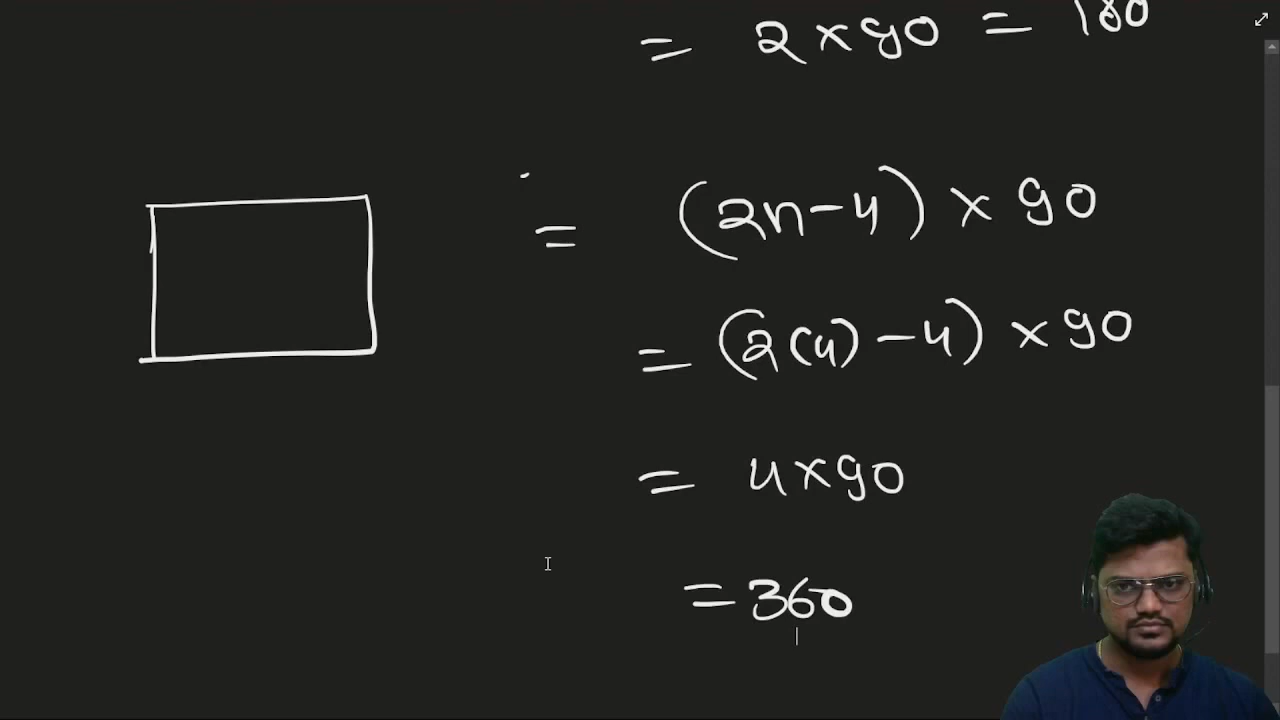 = 2 × 90 = 180
= (2n - 4) × 90
= (2(4) - 4) × 90
= 4 × 90
= 360